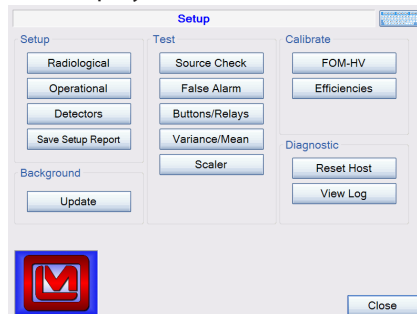 Setup
Setup
Radiological
Operational
Detectors
Save Setup Report
Background
Update
Test
Source Check
False Alarm
Buttons/Relays
Variance/Mean
Scaler
Calibrate
FOM-HV
Efficiencies
Diagnostic
Reset Host
View Log
Close